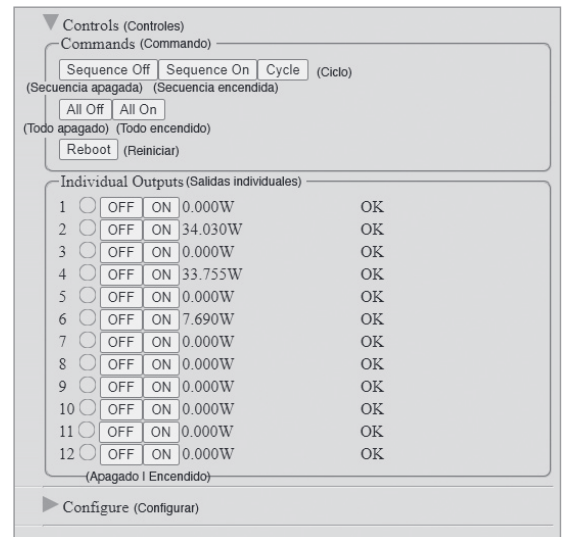 Controls (Controles)
Commands (Commando)
Sequence Off Sequence On Cycle (Ciclo)
(Secuencia apagada) (Secuencia encendida)
All Off All On
(Todo apagado) (Todo encendido)
Reboot (Reiniciar)
Individual Outputs (Salidas individuales)
1 OFF ON 0.000W OK
2 OFF ON 34.030W OK
3 OFF ON 0.000W OK
4 OFF ON 33.755W OK
5 OFF ON 0.000W OK
6 OFF ON 7.690W OK
7 OFF ON 0.000W OK
8 OFF ON 0.000W OK
9 OFF ON 0.000W OK
10 OFF ON 0.000W OK
11 OFF ON 0.000W OK
12 OFF ON 0.000W OK
(Apagado I Encendido)
Configure (Configurar)